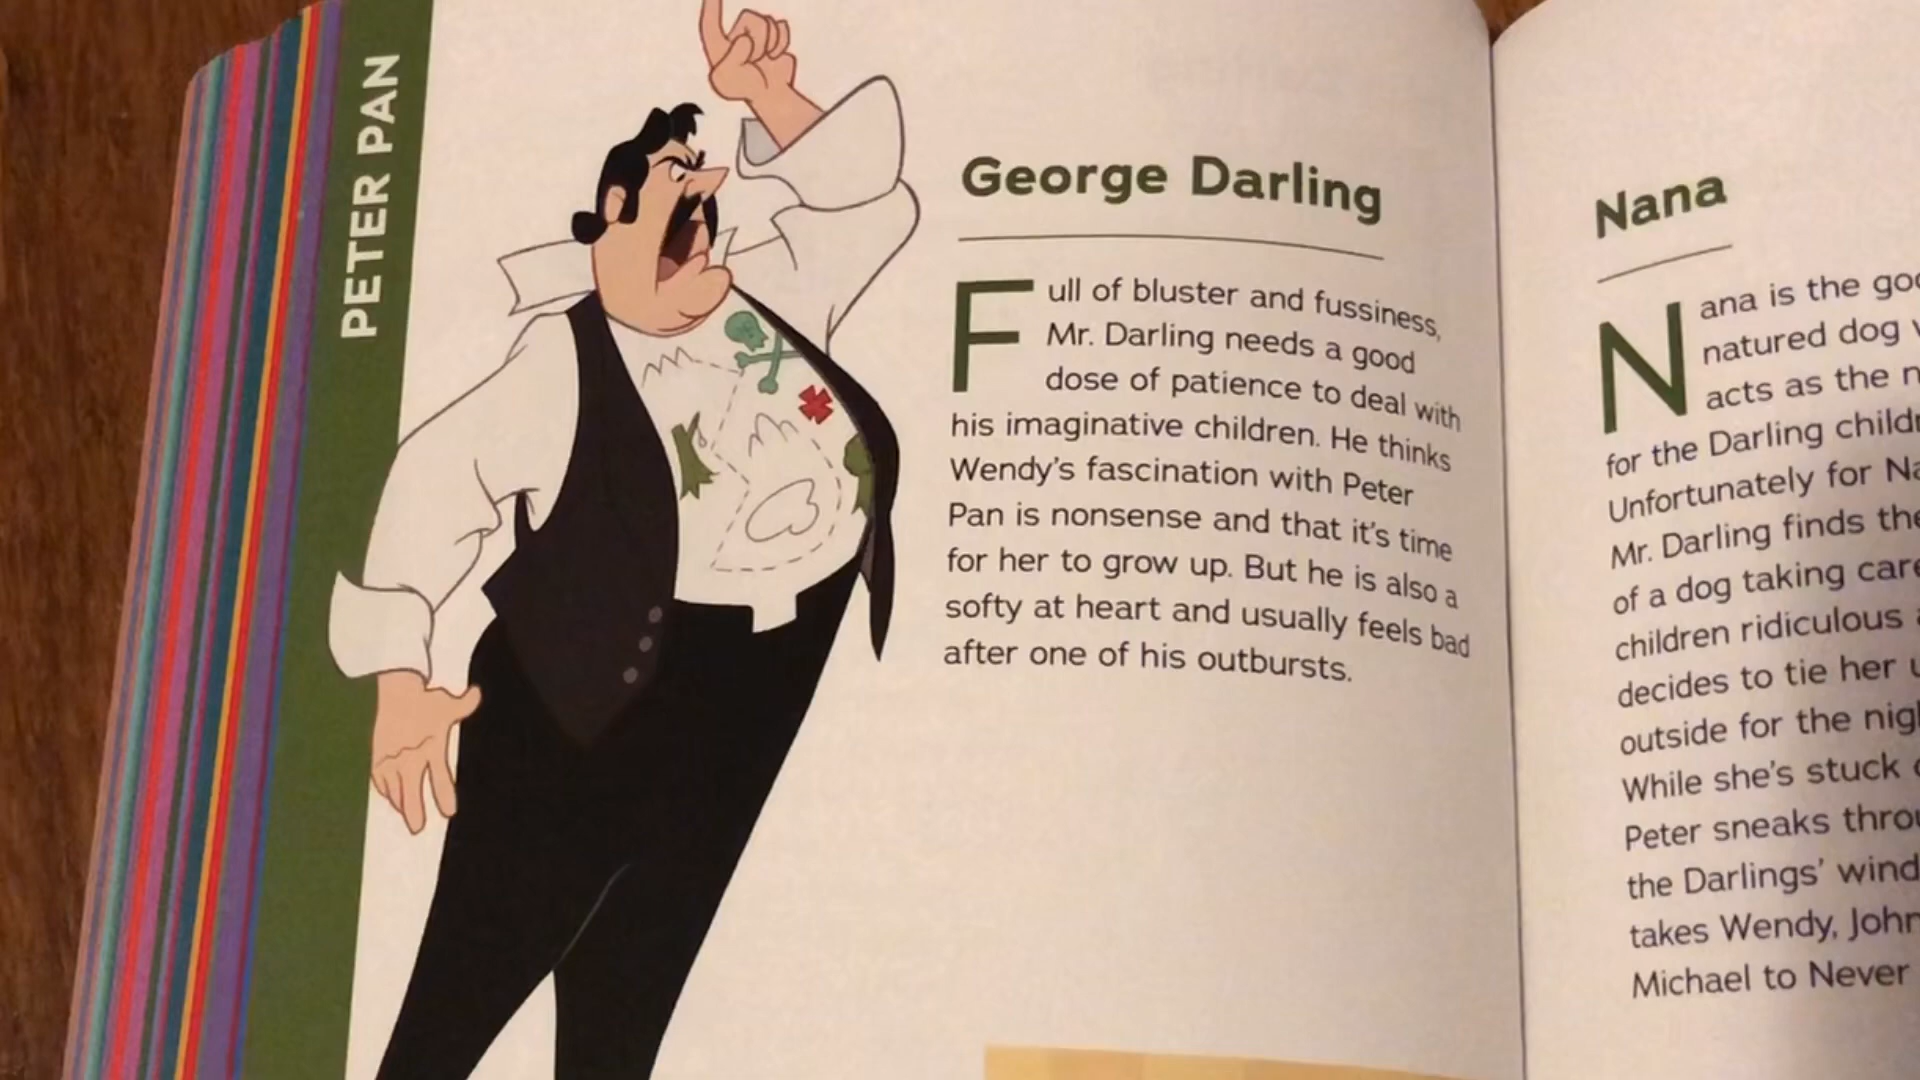 PETER PAN
George Darling
Full of bluster and fussiness,
Mr. Darling needs a good
dose of patience to deal with
his imaginative children. He thinks
Wendy's fascination with Peter
Pan is nonsense and that it's time
for her to grow up. But he is also a
softy at heart and usually feels bad
after one of his outbursts.
Nana
Nana is the
natured dog
acts as the
for the Darling
Unfortunately for
Mr. Darling finds
of a dog taking
children ridiculous
decides to tie her
outside for the
While she's stuck
Peter sneaks
the Darlings'
takes Wendy,
Michael to Never